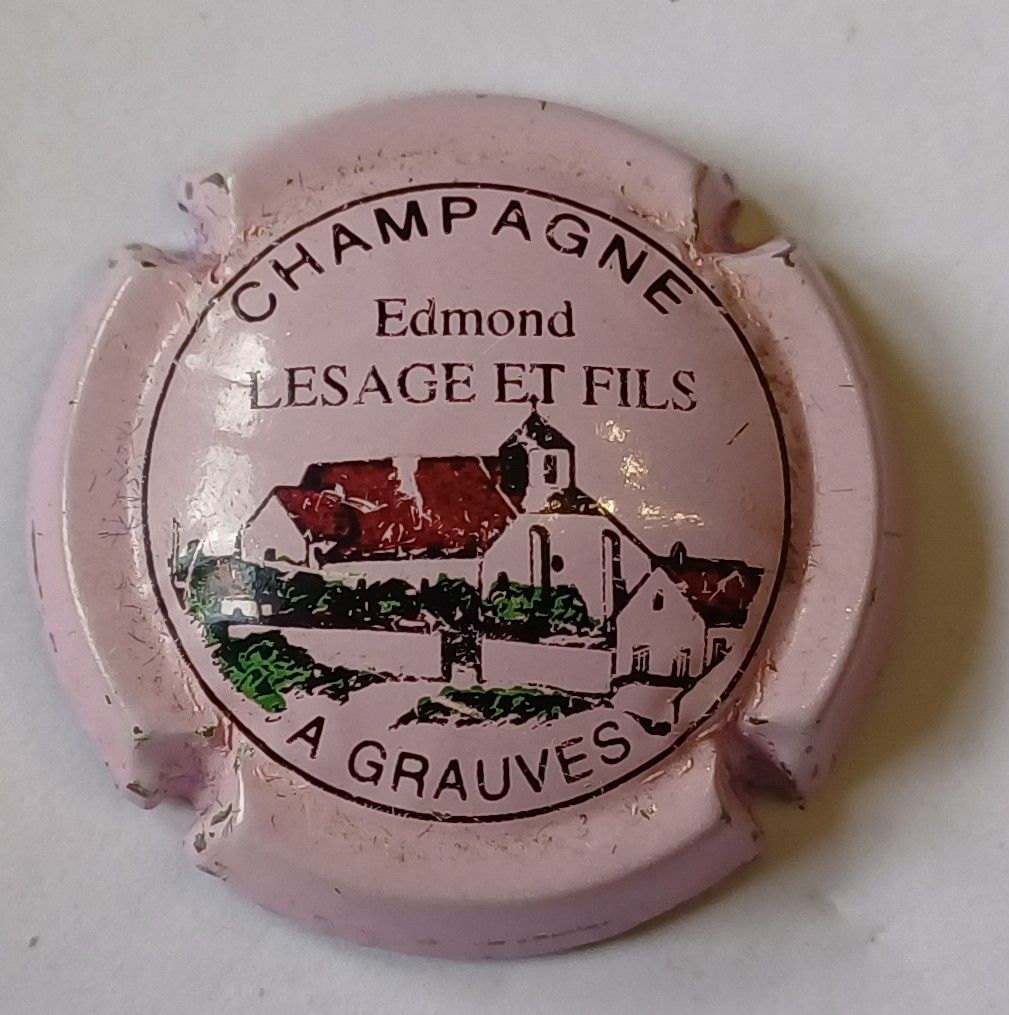 CHAMPAGNE
Edmond
LESAGE ET FILS
A GRAUVES